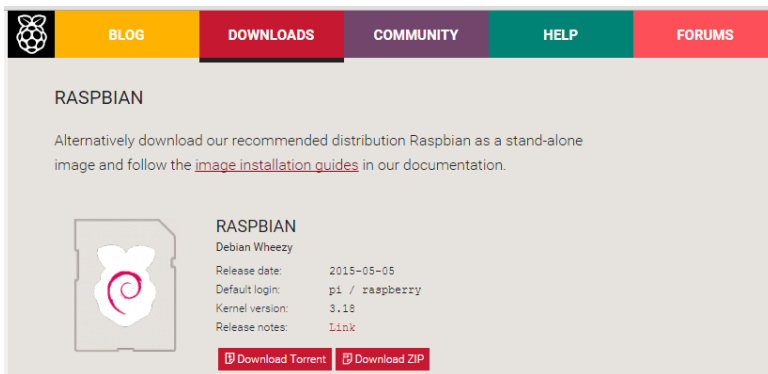 BLOG DOWNLOADS COMMUNITY HELP FORUMS
RASPBIAN
Alternatively download our recommended distribution Raspbian as a stand-alone
image and follow the image installation guides in our documentation.
RASPBIAN
Debian Wheezy
Release date: 2015-05-05
Default login: pi / raspberry
Kernel version: 3.18
Release notes: Link
Download Torrent Download ZIP